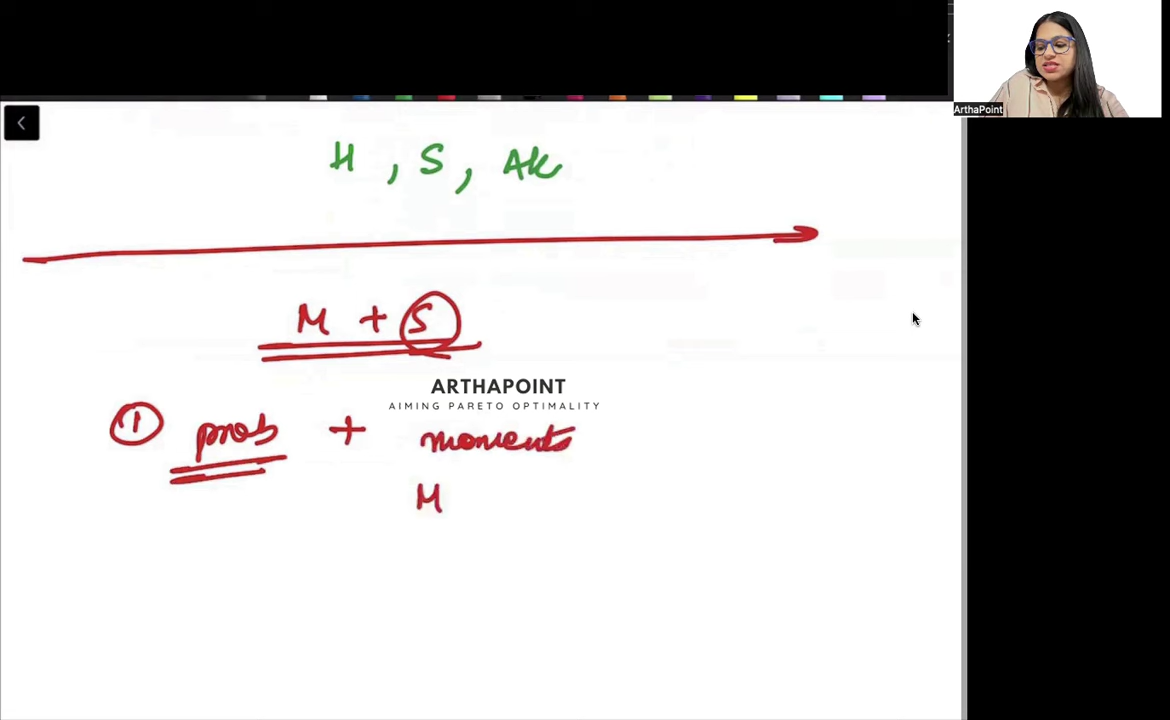 ArthaPoint
H , S, AK
M + S
ARTHAPOINT
AIMING PARETO OPTIMALITY
① prob + moments
M